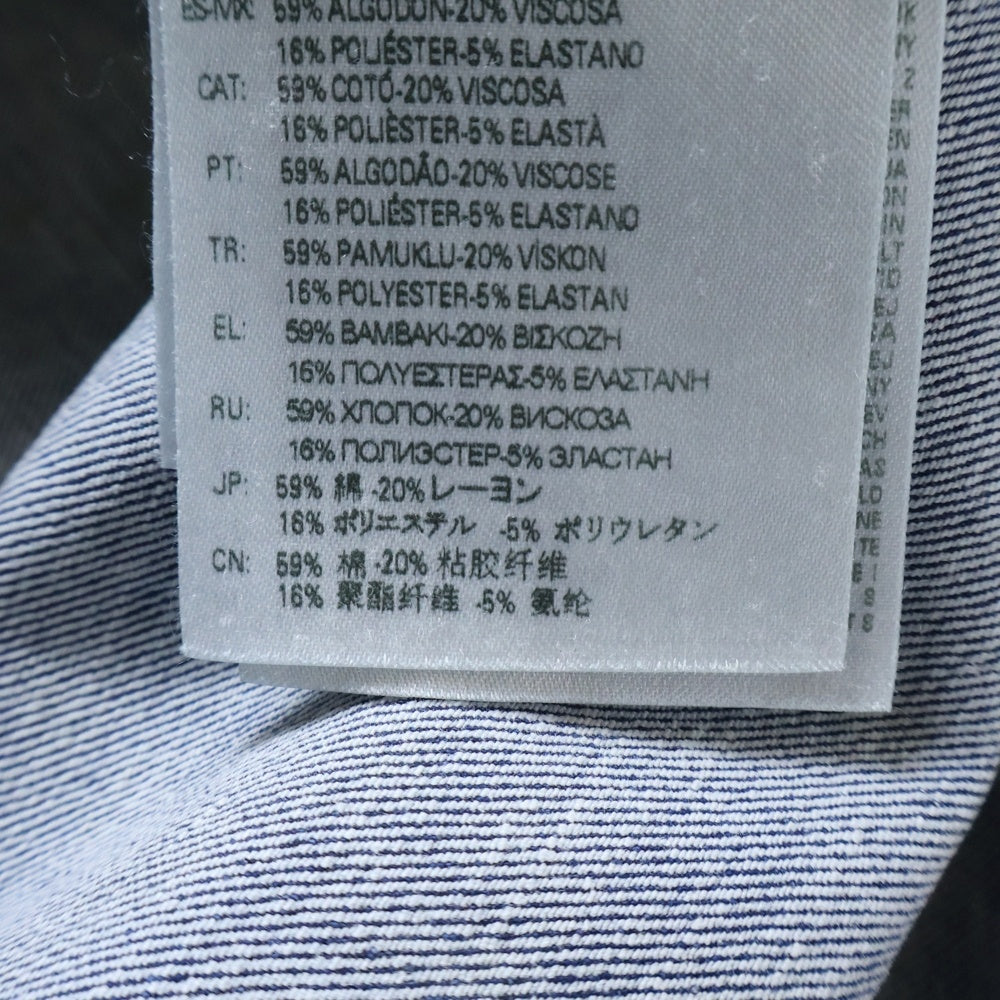 ES-MX: 59% ALGODÓN-20% VISCOSA
16% POLIÉSTER-5% ELASTANO
CAT: 59% COTÓ-20% VISCOSA
16% POLIÈSTER-5% ELASTÀ
PT: 59% ALGODÃO-20% VISCOSE
16% POLIÉSTER-5% ELASTANO
TR: 59% PAMUKLU-20% VİSKON
16% POLYESTER-5% ELASTAN
EL: 59% ΒΑΜΒΑΚΙ-20% ΒΙΣΚΟΖΗ
16% ΠΟΛΥΕΣΤΕΡΑΣ-5% ΕΛΑΣΤΑΝΗ
RU: 59% ХЛОПОК-20% ВИСКОЗА
16% ПОЛИЭСТЕР-5% ЭЛАСТАН
JP: 59% 綿 -20% レーヨン
16% ポリエステル -5% ポリウレタン
CN: 59% 棉 -20% 粘胶纤维
16% 聚酯纤维 -5% 氨纶